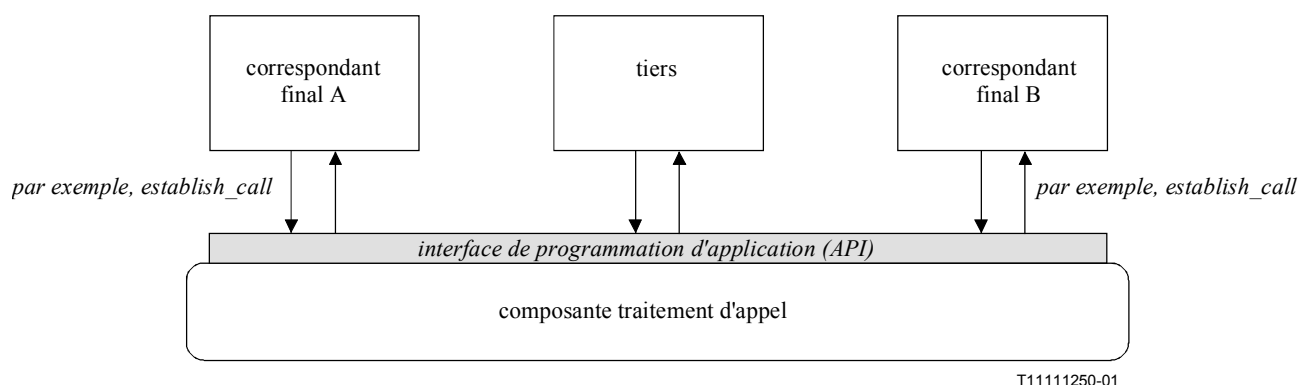 correspondant
final A
tiers
correspondant
final B
par exemple, establish_call
par exemple, establish_call
interface de programmation d'application (API)
composante traitement d'appel
T11111250-01